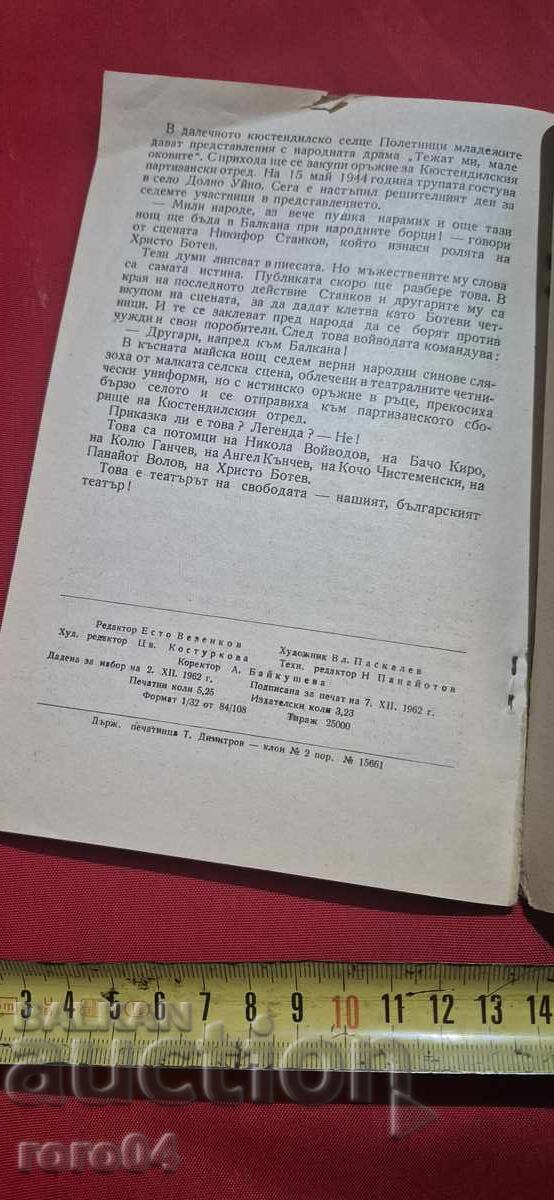 В далечното кюстендилско селце Полетници младежите
дават представления с народната драма „Тежат ми, мале
оковите“. С прихода ще се закупи оръжие за Кюстендилския
партизански отред. На 15 май 1944 година трупата гостува
в село Долно Уйно. Сега е настъпил решителният ден за
седемте участници в представлението.
— Мили народе, аз вече пушка нарамих и още тази
нощ ще бъда в Балкана при народните борци! — говори
от сцената Никифор Станков, който изнася ролята на
Христо Ботев.
Тези думи липсват в пиесата. Но мъжествените му слова
са самата истина. Публиката скоро ще разбере това. В
края на последното действие Станков и другарите му са
вкупом на сцената, за да дадат клетва като Ботеви чет-
ници. И те се заклеват пред народа да се борят против
чужди и свои поробители. След това войводата командува:
— Другари, напред към Балкана!
В късната майска нощ седем верни народни синове сля-
зоха от малката селска сцена, облечени в театралните четни-
чески униформи, но с истинско оръжие в ръце, прекосиха
бързо селото и се отправиха към партизанското сбо-
рище на Кюстендилския отред.
Приказка ли е това? Легенда? — Не!
Това са потомци на Никола Войводов, на Бачо Киро,
на Колю Ганчев, на Ангел Кънчев, на Кочо Чистеменски, на
Панайот Волов, на Христо Ботев.
Това е театърът на свободата — нашият, българският
театър!
Редактор Есто Везенков
Художник Вл. Паскалев
Худ. редактор Цв. Костуркова
Техн. редактор Н Панайотов
Коректор А. Байкушева
Дадена за набор на 2. XII. 1962 г.
Подписана за печат на 7. XII. 1962 г.
Печатни коли 5,25
Издателски коли 3,23
Формат 1/32 от 84/108
Тираж 25000
Държ. печатница Т. Димитров — клон № 2 пор. № 15661
3 4 5 6 7 8 9 10 11 12 13 14
BALKAN
auction
roro04